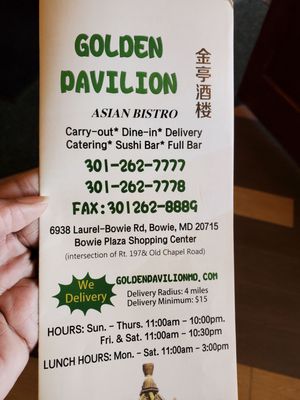 GOLDEN
PAVILION
金亭酒楼
ASIAN BISTRO
Carry-out* Dine-in* Delivery
Catering* Sushi Bar* Full Bar
301-262-7777
301-262-7778
FAX:301262-8889
6938 Laurel-Bowie Rd, Bowie, MD 20715
Bowie Plaza Shopping Center
(intersection of Rt. 197& Old Chapel Road)
We
Delivery
GOLDENDAVILIONMD.COM
Delivery Radius: 4 miles
Delivery Minimum: $15
HOURS: Sun. - Thurs. 11:00am - 10:00pm.
Fri. & Sat. 11:00am - 10:30pm
LUNCH HOURS: Mon. - Sat. 11:00am - 3:00pm